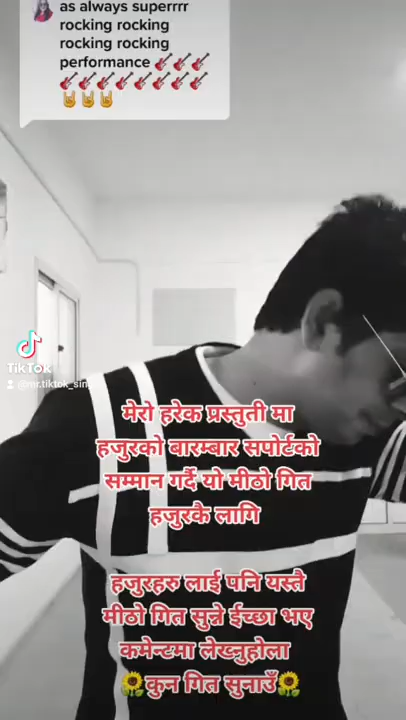 as always superrrr
rocking rocking
rocking rocking
performance 🎸🎸🎸
🎸🎸🎸🎸🎸🎸🎸🎸
🤘🤘🤘
TikTok
मेरो हरेक प्रस्तुती मा
हजुरको बारम्बार सपोर्टको
सम्मान गर्दै यो मीठो गित
हजुरकै लागि
हजुरहरु लाई पनि यस्तै
मीठो गित सुन्ने ईच्छा भए
कमेन्टमा लेख्नुहोला
🌻कुन गित सुनाउँ🌻